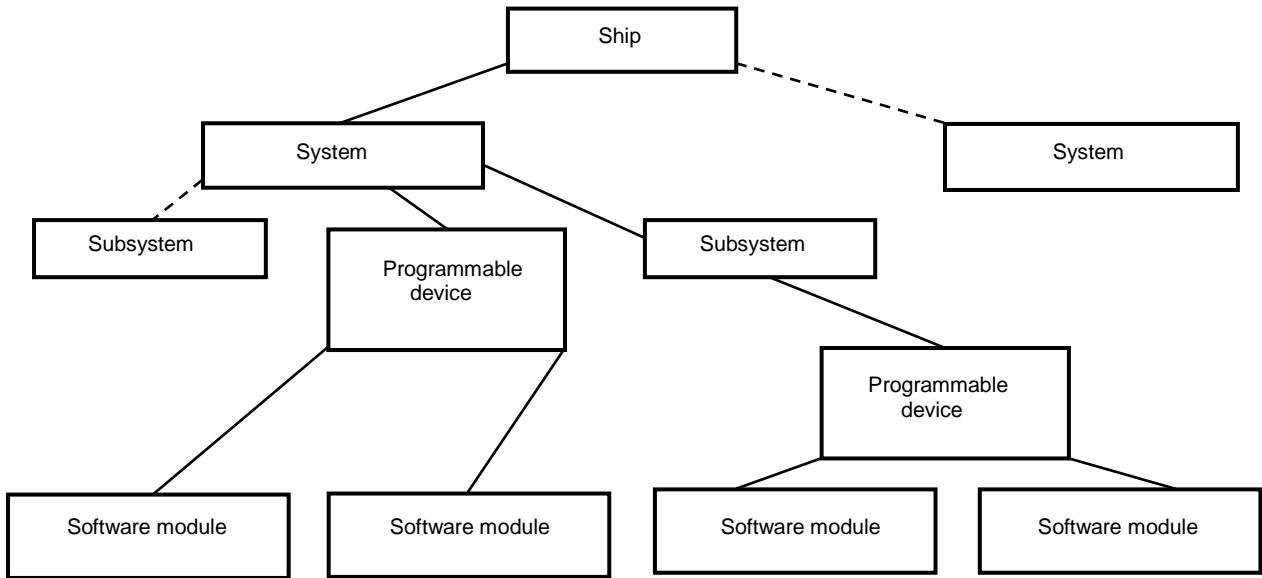 Ship
System
System
Subsystem
Programmable
device
Subsystem
Programmable
device
Software module
Software module
Software module
Software module